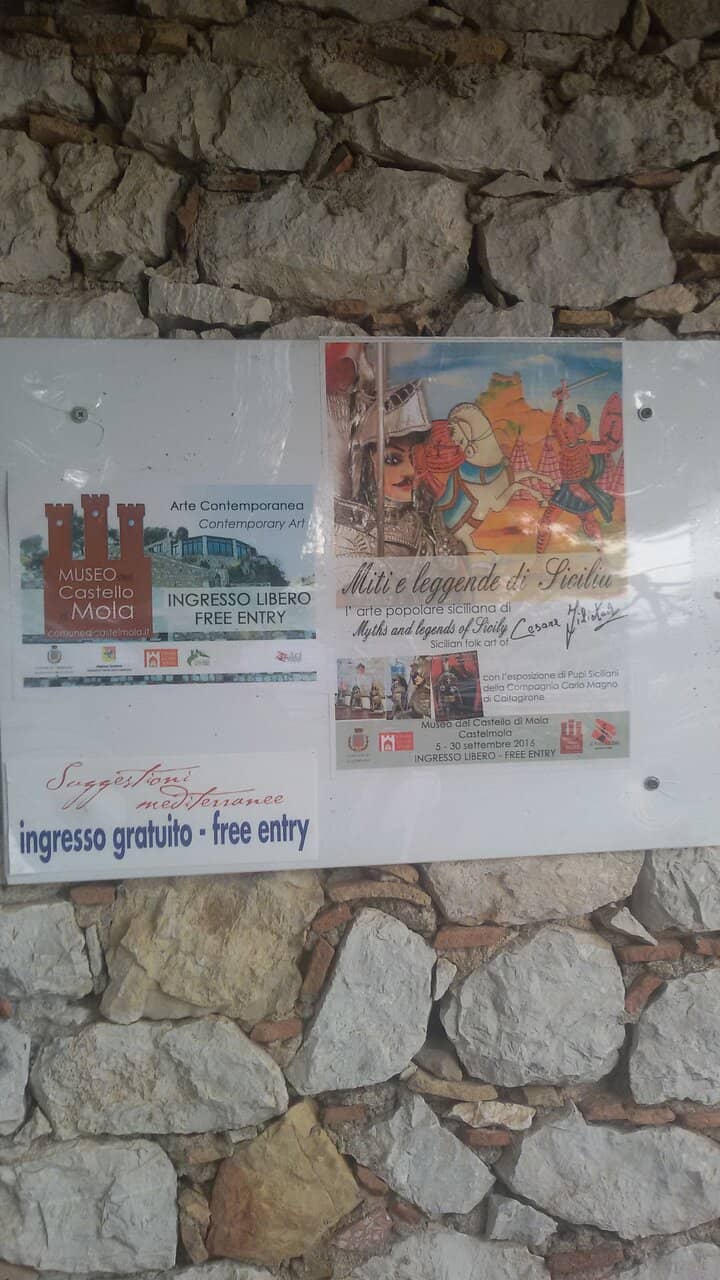 Arte Contemporanea
Contemporary Art
MUSEO
Castello
Mola
comunedicastelmola.it
INGRESSO LIBERO
FREE ENTRY
Suggestioni
mediterranee
ingresso gratuito - free entry
Miti e leggende di Siciliu
l' arte popolare siciliana di
Myths and legends of Sicily
Sicilian folk art of
Cesare
con l'esposizione di Pupi Siciliani
della Compagnia Carlo Magno
di Caltagirone
Museo del Castello di Mola
Castelmola
5 - 30 settembre 2016
INGRESSO LIBERO - FREE ENTRY